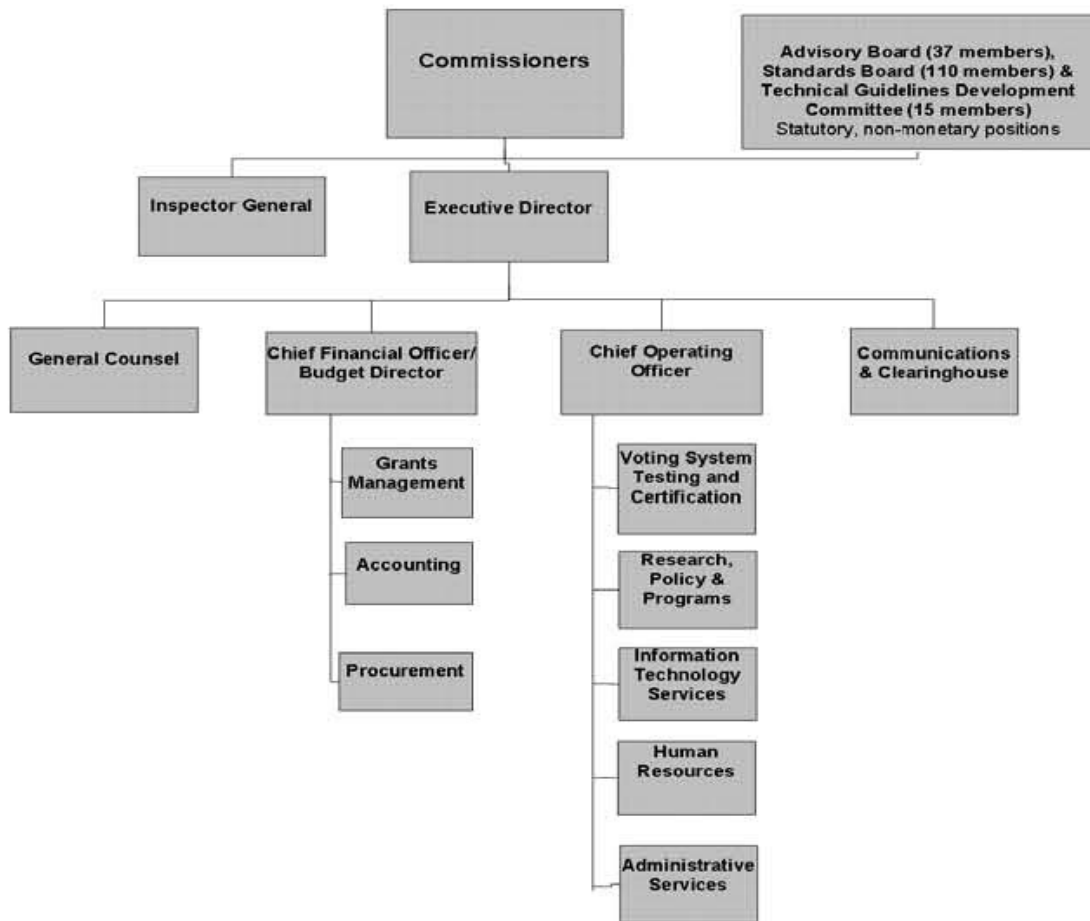 Commissioners
Advisory Board (37 members),
Standards Board (110 members) &
Technical Guidelines Development
Committee (15 members)
Statutory, non-monetary positions
Inspector General
Executive Director
General Counsel
Chief Financial Officer/
Budget Director
Chief Operating
Officer
Communications
& Clearinghouse
Grants
Management
Accounting
Procurement
Voting System
Testing and
Certification
Research,
Policy &
Programs
Information
Technology
Services
Human
Resources
Administrative
Services